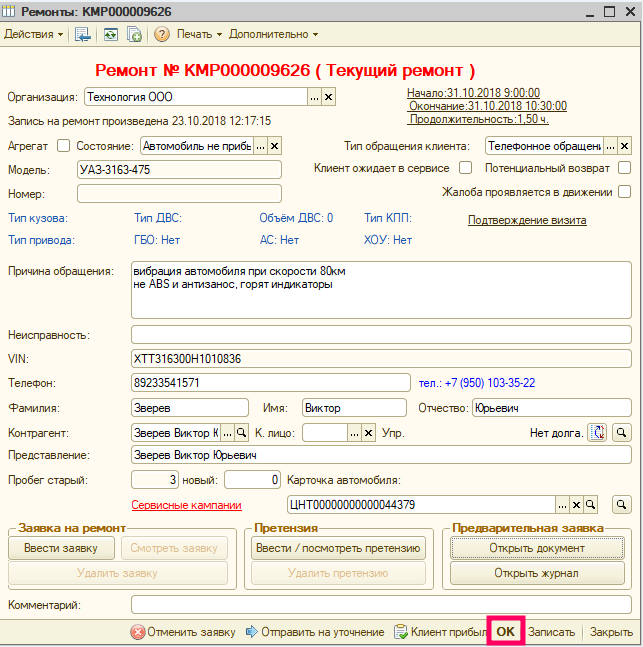 Ремонты: КМР000009626
Действия Печать Дополнительно
Ремонт № КМР000009626 ( Текущий ремонт )
Организация: Технология ООО ... x
Начало:31.10.2018 9:00:00
Окончание:31.10.2018 10:30:00
Продолжительность:1,50 ч.
Запись на ремонт произведена 23.10.2018 12:17:15
Агрегат Состояние: Автомобиль не прибы ... x Тип обращения клиента: Телефонное обращени ... x
Модель: УАЗ-3163-475 Клиент ожидает в сервисе Потенциальный возврат
Номер: Жалоба проявляется в движении
Тип кузова: Тип ДВС: Объём ДВС: 0 Тип КПП: Подтверждение визита
Тип привода: ГБО: Нет АС: Нет ХОУ: Нет
Причина обращения: вибрация автомобиля при скорости 80км
не ABS и антизанос, горят индикаторы
Неисправность:
VIN: XTT316300H1010836
Телефон: 89233541571 тел.: +7 (950) 103-35-22
Фамилия: Зверев Имя: Виктор Отчество: Юрьевич
Контрагент: Зверев Виктор Ю ... К. лицо: ... x Упр. Нет долга.
Представление: Зверев Виктор Юрьевич
Пробег старый: 3 новый: 0 Карточка автомобиля:
Сервисные кампании ЦНТ00000000000044379 ... x
Заявка на ремонт Претензия Предварительная заявка
Ввести заявку Смотреть заявку Ввести / посмотреть претензию Открыть документ
Удалить заявку Удалить претензию Открыть журнал
Комментарий:
Отменить заявку Отправить на уточнение Клиент прибыл OK Записать Закрыть